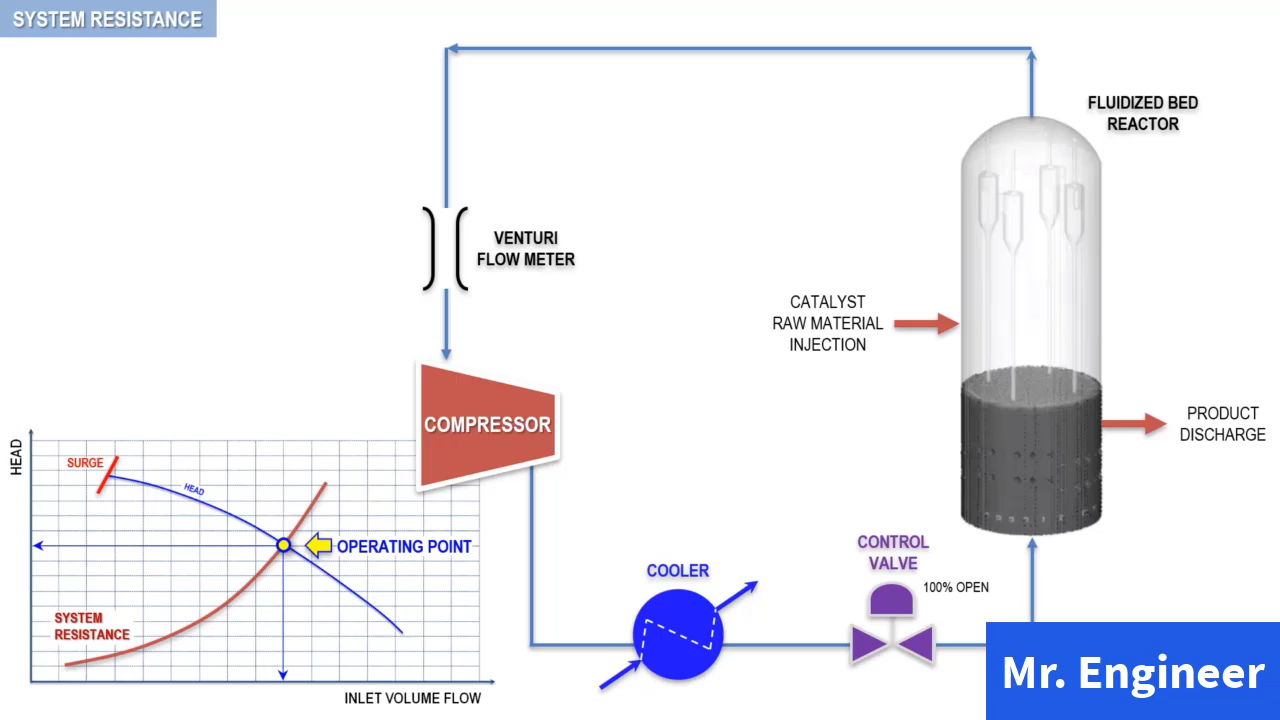 SYSTEM RESISTANCE
FLUIDIZED BED
REACTOR
VENTURI
FLOW METER
CATALYST
RAW MATERIAL
INJECTION
COMPRESSOR
PRODUCT
DISCHARGE
HEAD
SURGE
HEAD
OPERATING POINT
SYSTEM
RESISTANCE
INLET VOLUME FLOW
COOLER
CONTROL
VALVE
100% OPEN
Mr. Engineer